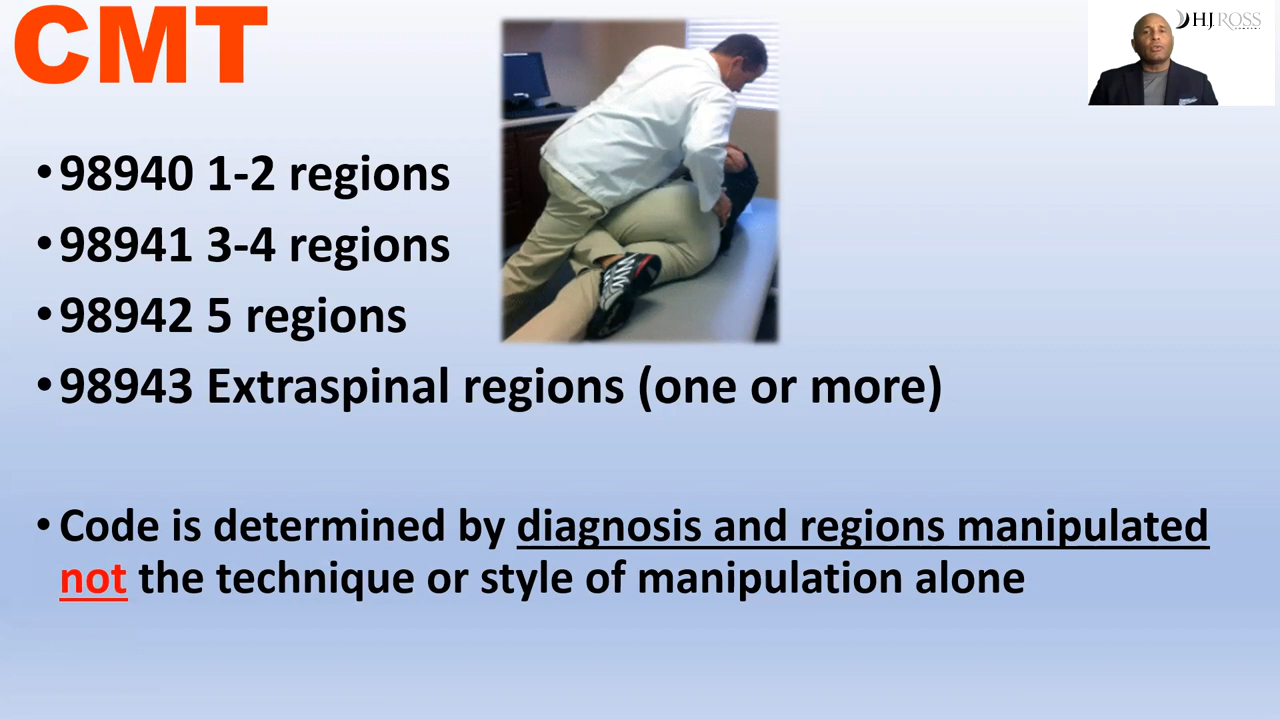 CMT
HJ ROSS
COMPANY
•98940 1-2 regions
•98941 3-4 regions
•98942 5 regions
•98943 Extraspinal regions (one or more)
•Code is determined by diagnosis and regions manipulated
not the technique or style of manipulation alone